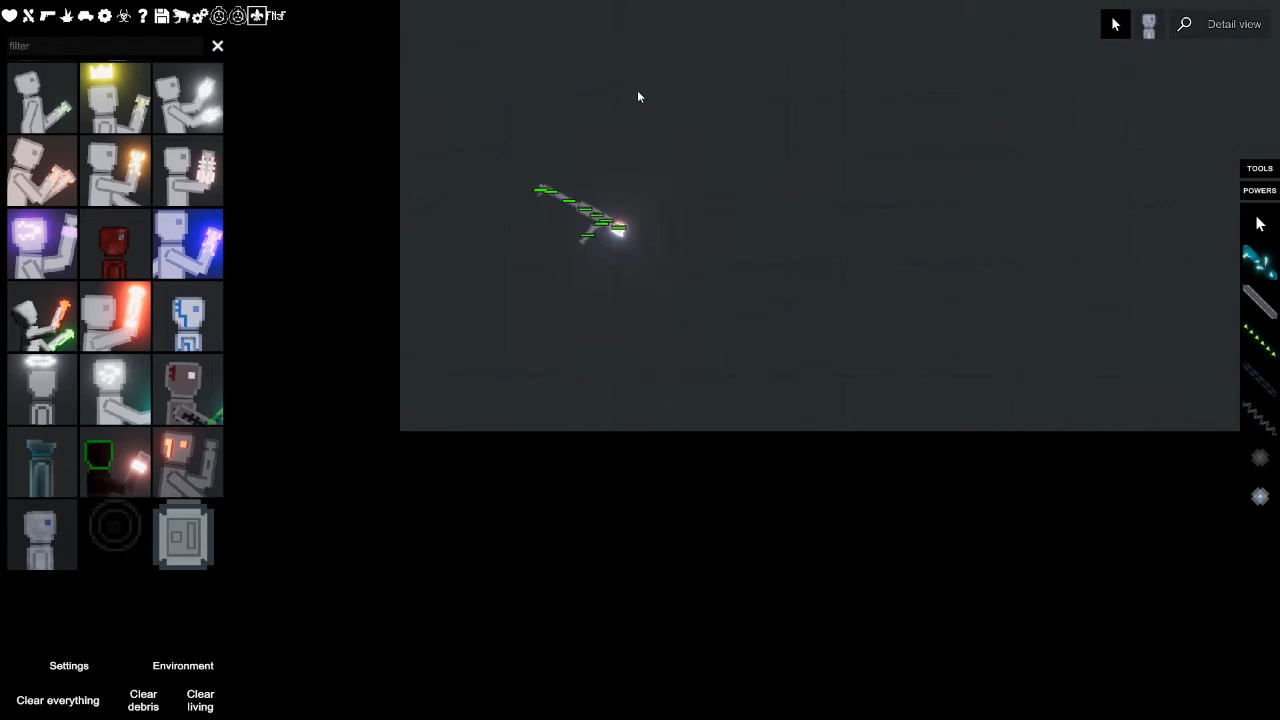 filter
Detail view
TOOLS
POWERS
Settings
Environment
Clear everything
Clear
debris
Clear
living